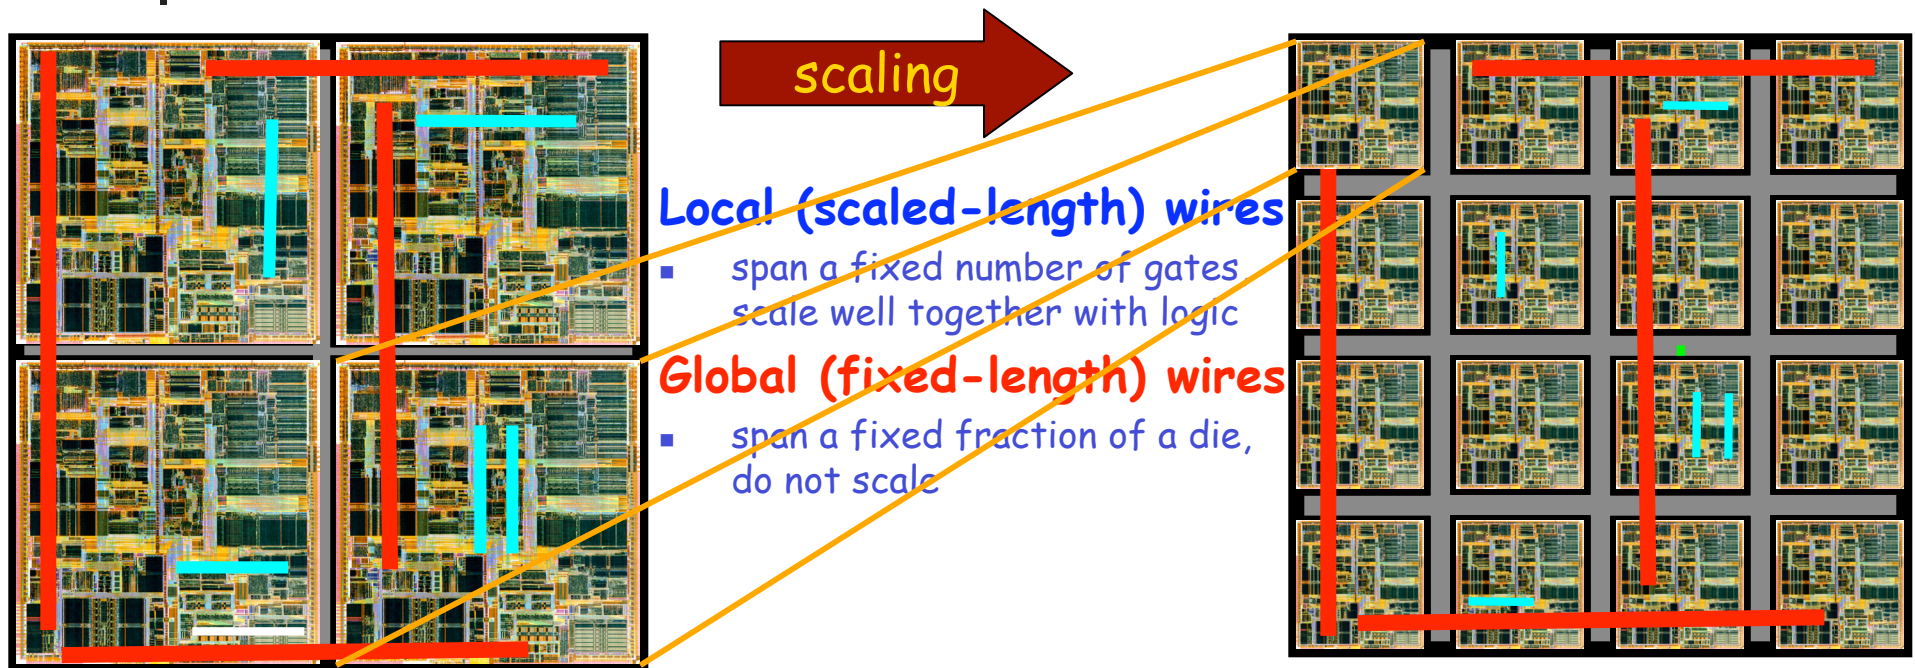 scaling
Local (scaled-length) wires
span a fixed number of gates,
scale well together with logic
Global (fixed-length) wires
span a fixed fraction of a die,
do not scale